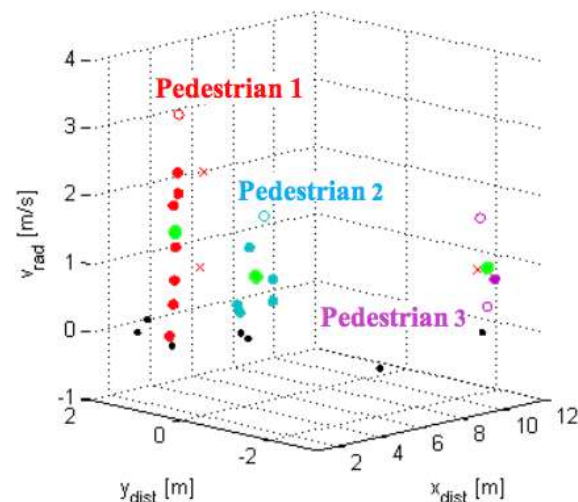 4
Pedestrian 1
3
Pedestrian 2
2
v_rad [m/s]
1
0
Pedestrian 3
-1
2
0
-2
2
4
6
8
10
12
y_dist [m]
x_dist [m]